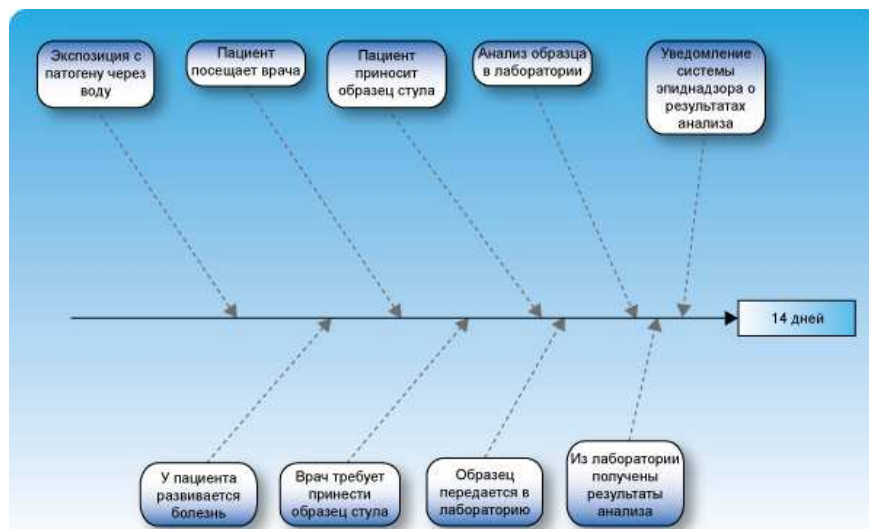 Экспозиция с
патогену через
воду
Пациент
посещает врача
Пациент
приносит
образец стула
Анализ образца
в лаборатории
Уведомление
системы
эпиднадзора о
результатах
анализа
14 дней
У пациента
развивается
болезнь
Врач требует
принести
образец стула
Образец
передается в
лабораторию
Из лаборатории
получены
результаты
анализа